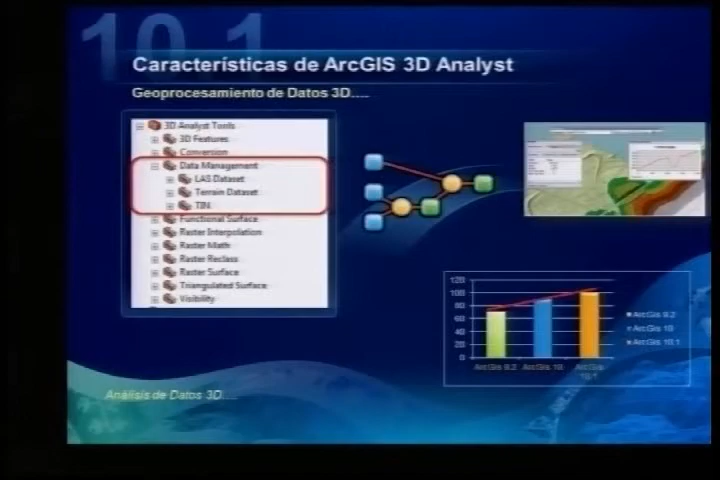 10.1
Características de ArcGIS 3D Analyst
Geoprocesamiento de Datos 3D....
3D Analyst Tools
3D Features
Conversion
Data Management
LAS Dataset
Terrain Dataset
TIN
Functional Surface
Raster Interpolation
Raster Math
Raster Reclass
Raster Surface
Triangulated Surface
Visibility
120
100
80
60
40
20
0
ArcGis 9.2
ArcGis 10
ArcGis 10.1
ArcGis 9.2
ArcGis 10
ArcGis
10.1
Análisis de Datos 3D....